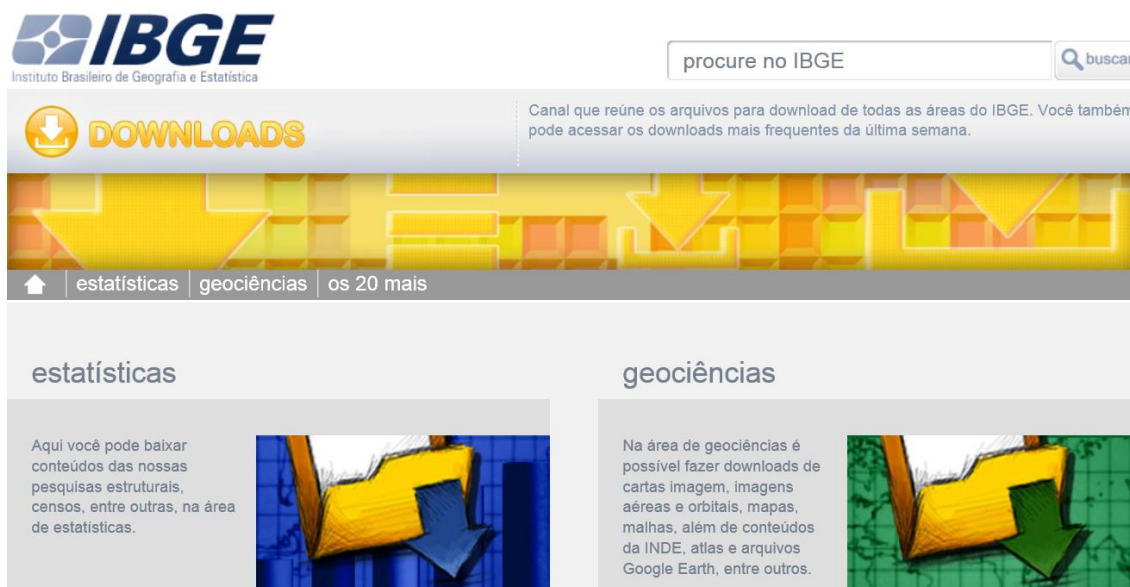 IBGE
Instituto Brasileiro de Geografia e Estatística
procure no IBGE
buscar
DOWNLOADS
Canal que reúne os arquivos para download de todas as áreas do IBGE. Você também
pode acessar os downloads mais frequentes da última semana.
estatísticas geociências os 20 mais
estatísticas
Aqui você pode baixar
conteúdos das nossas
pesquisas estruturais,
censos, entre outras, na área
de estatísticas.
geociências
Na área de geociências é
possível fazer downloads de
cartas imagem, imagens
aéreas e orbitais, mapas,
malhas, além de conteúdos
da INDE, atlas e arquivos
Google Earth, entre outros.